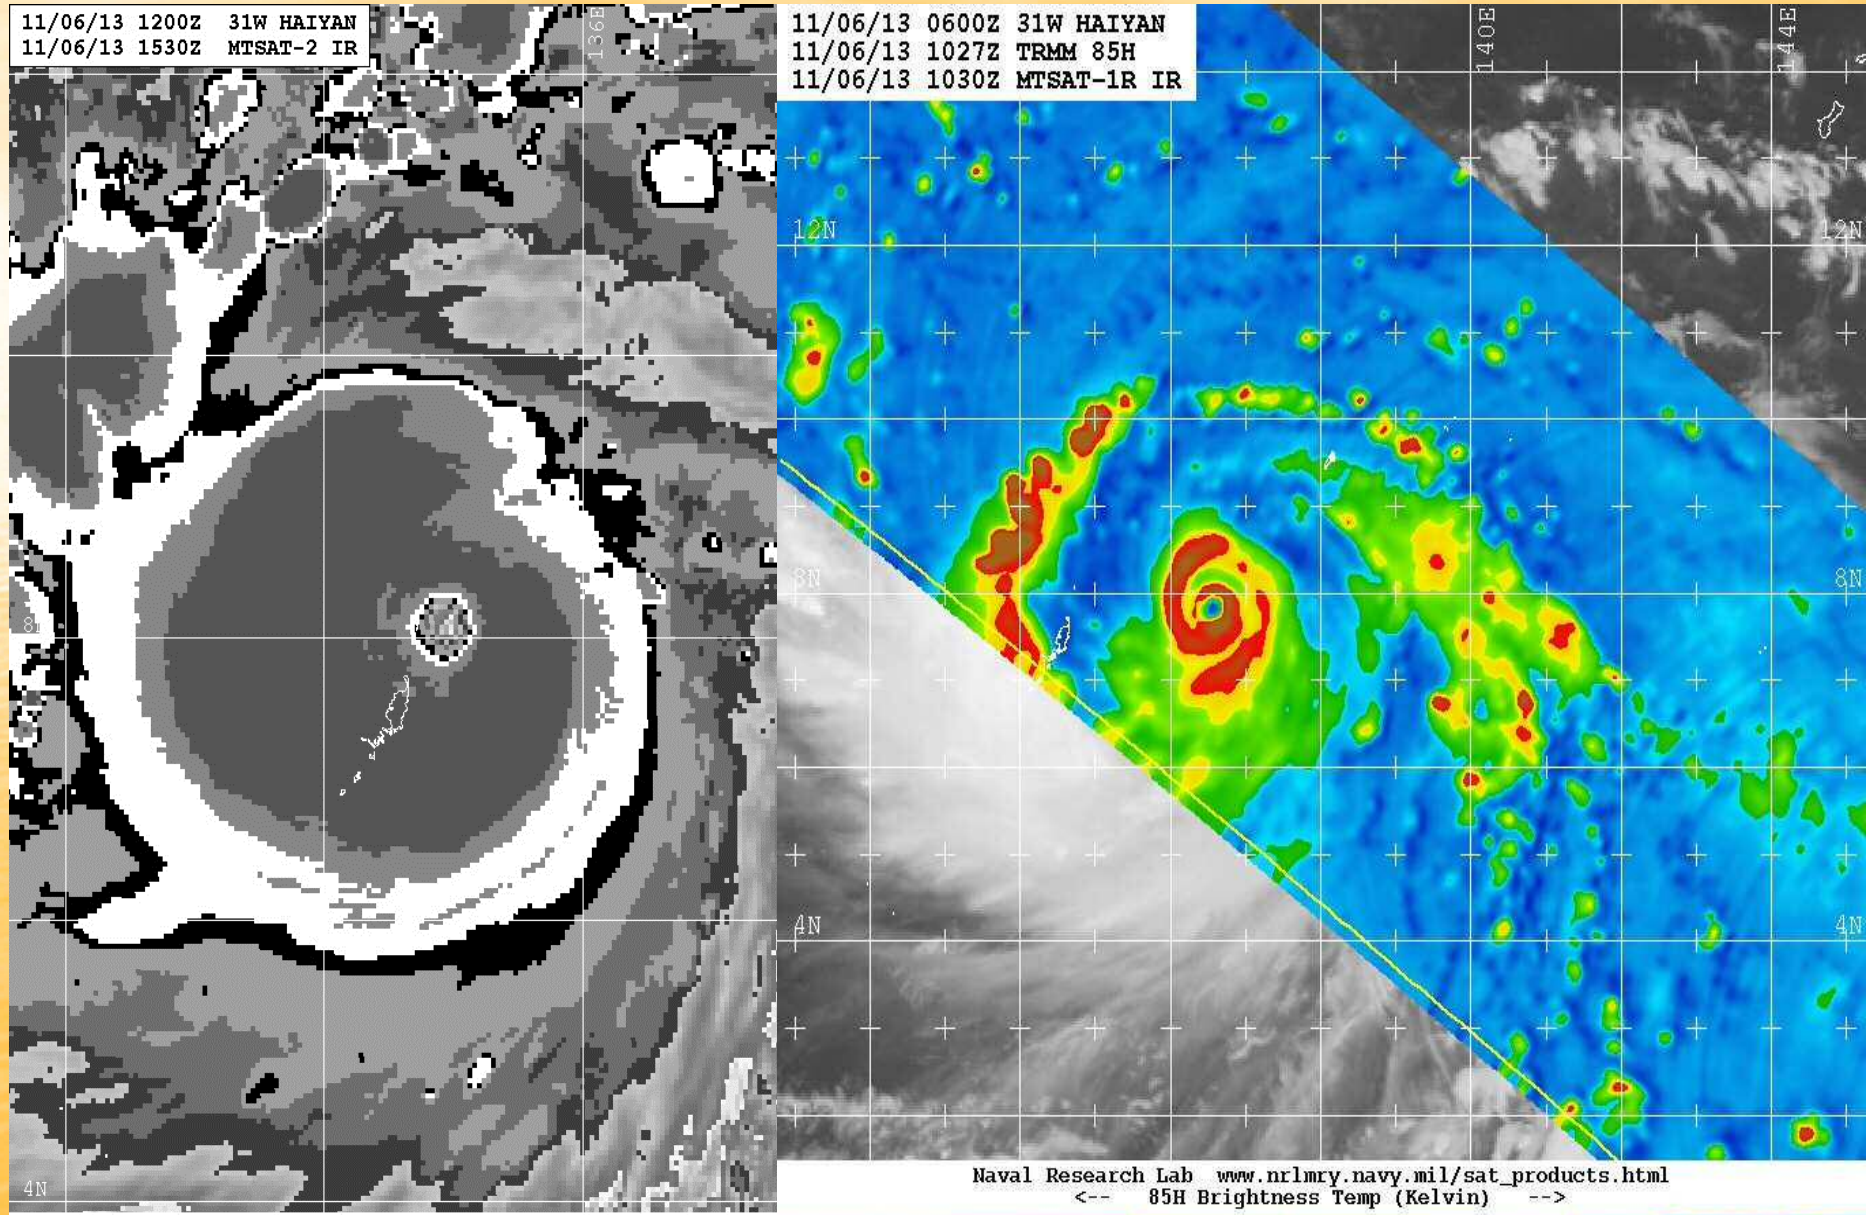 11/06/13 1200Z 31W HAIYAN
11/06/13 1530Z MTSAT-2 IR
136E
8N
4N
11/06/13 0600Z 31W HAIYAN
11/06/13 1027Z TRMM 85H
11/06/13 1030Z MTSAT-1R IR
140E
144E
12N
12N
8N
8N
4N
4N
Naval Research Lab www.nrlmry.navy.mil/sat_products.html
<-- 85H Brightness Temp (Kelvin) -->